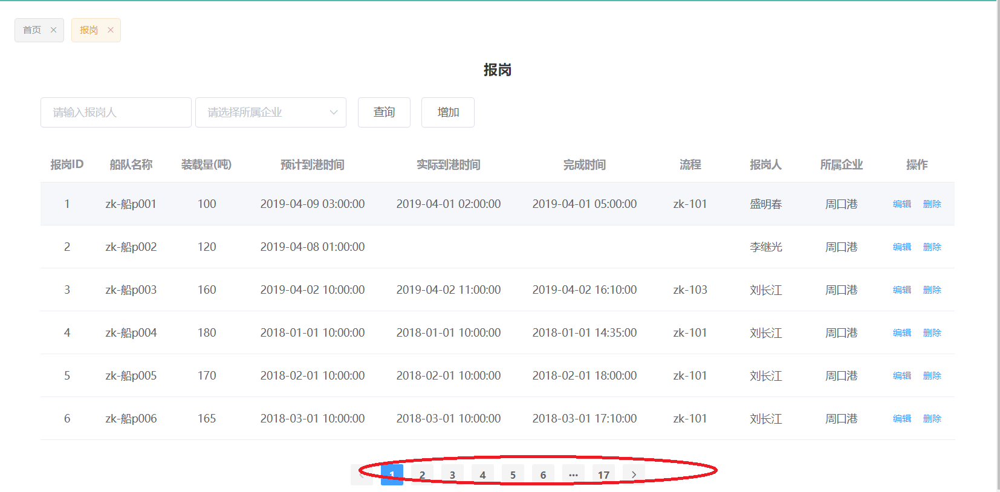 首页 × 报岗 ×
报岗
请输入报岗人 请选择所属企业 查询 增加
报岗ID 船队名称 装载量(吨) 预计到港时间 实际到港时间 完成时间 流程 报岗人 所属企业 操作
1 zk-船p001 100 2019-04-09 03:00:00 2019-04-01 02:00:00 2019-04-01 05:00:00 zk-101 盛明春 周口港 编辑 删除
2 zk-船p002 120 2019-04-08 01:00:00 李继光 周口港 编辑 删除
3 zk-船p003 160 2019-04-02 10:00:00 2019-04-02 11:00:00 2019-04-02 16:10:00 zk-103 刘长江 周口港 编辑 删除
4 zk-船p004 180 2018-01-01 10:00:00 2018-01-01 10:00:00 2018-01-01 14:35:00 zk-101 刘长江 周口港 编辑 删除
5 zk-船p005 170 2018-02-01 10:00:00 2018-02-01 10:00:00 2018-02-01 18:00:00 zk-101 刘长江 周口港 编辑 删除
6 zk-船p006 165 2018-03-01 10:00:00 2018-03-01 10:00:00 2018-03-01 17:10:00 zk-101 刘长江 周口港 编辑 删除
< 1 2 3 4 5 6 ··· 17 >